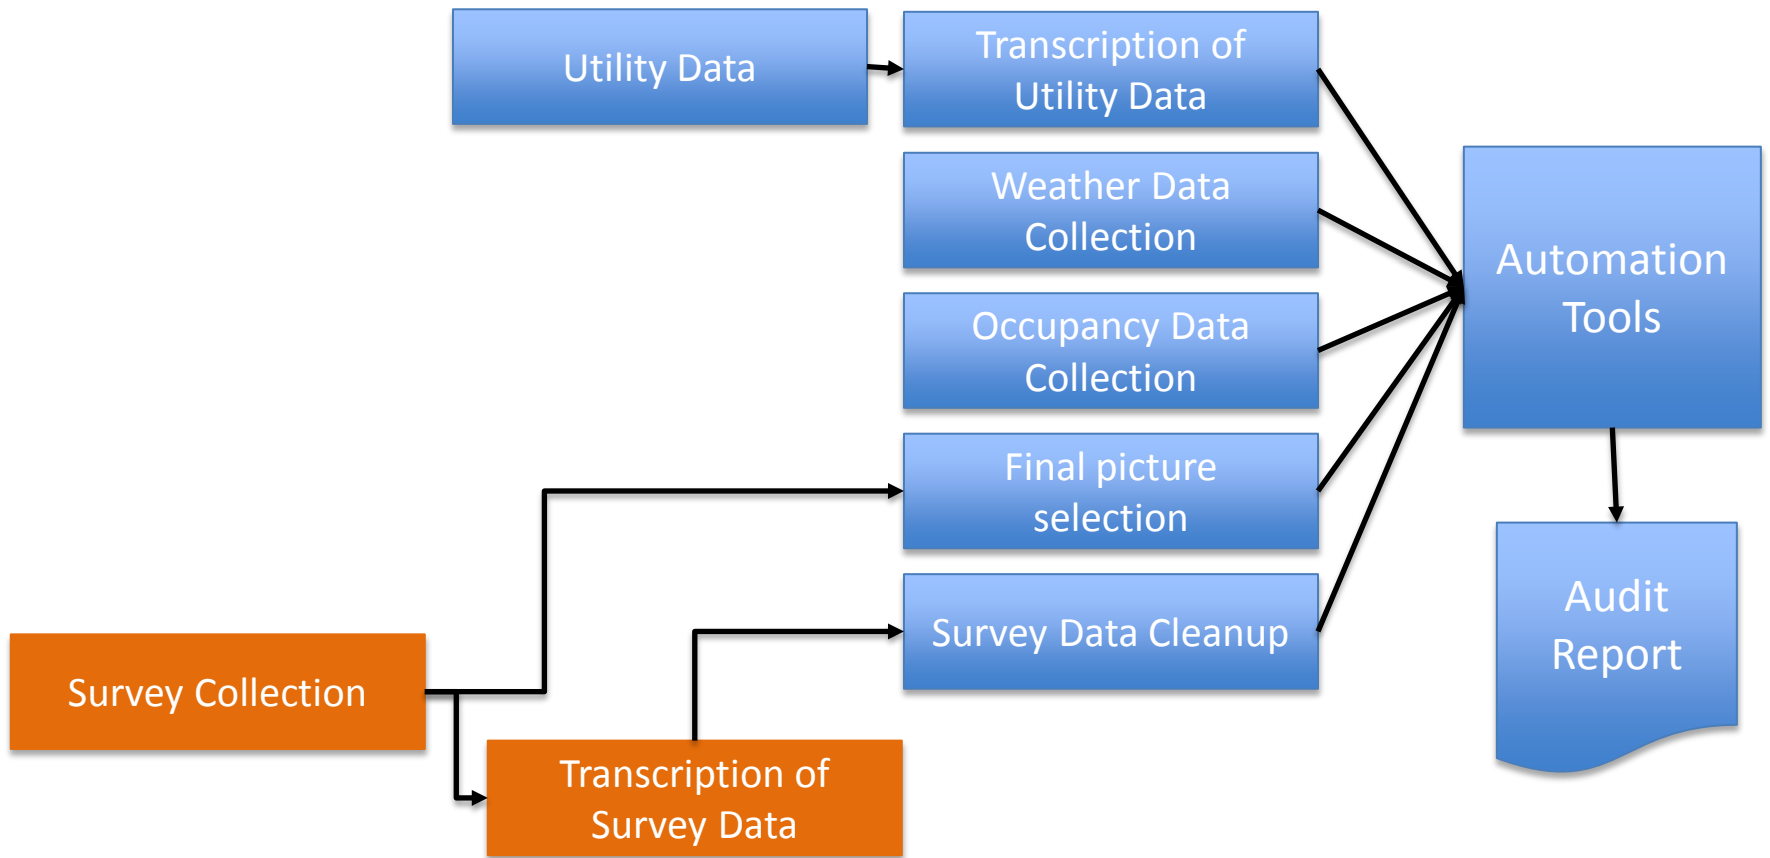 Utility Data
Transcription of
Utility Data
Weather Data
Collection
Occupancy Data
Collection
Final picture
selection
Survey Data Cleanup
Survey Collection
Transcription of
Survey Data
Automation
Tools
Audit
Report